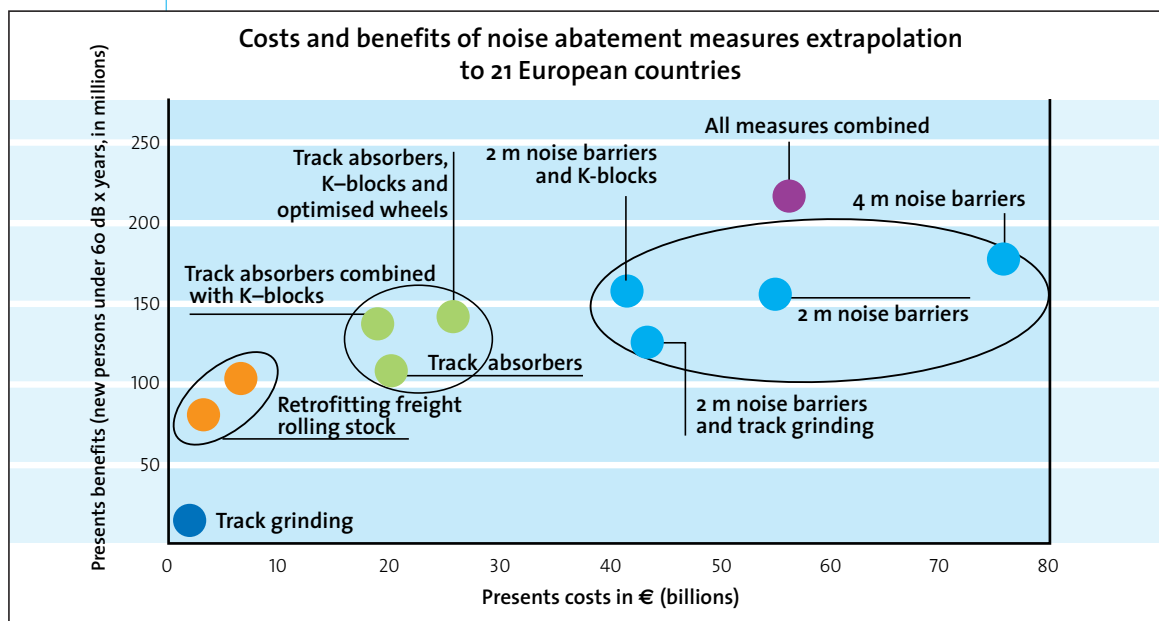 Costs and benefits of noise abatement measures extrapolation
to 21 European countries
Presents benefits (new persons under 60 dB x years, in millions)
250
200
150
100
50
All measures combined
2 m noise barriers
and K-blocks
Track absorbers,
K–blocks and
optimised wheels
4 m noise barriers
Track absorbers combined
with K–blocks
2 m noise barriers
Track absorbers
Retrofitting freight
rolling stock
2 m noise barriers
and track grinding
Track grinding
0
10
20
30
40
50
60
70
80
Presents costs in € (billions)